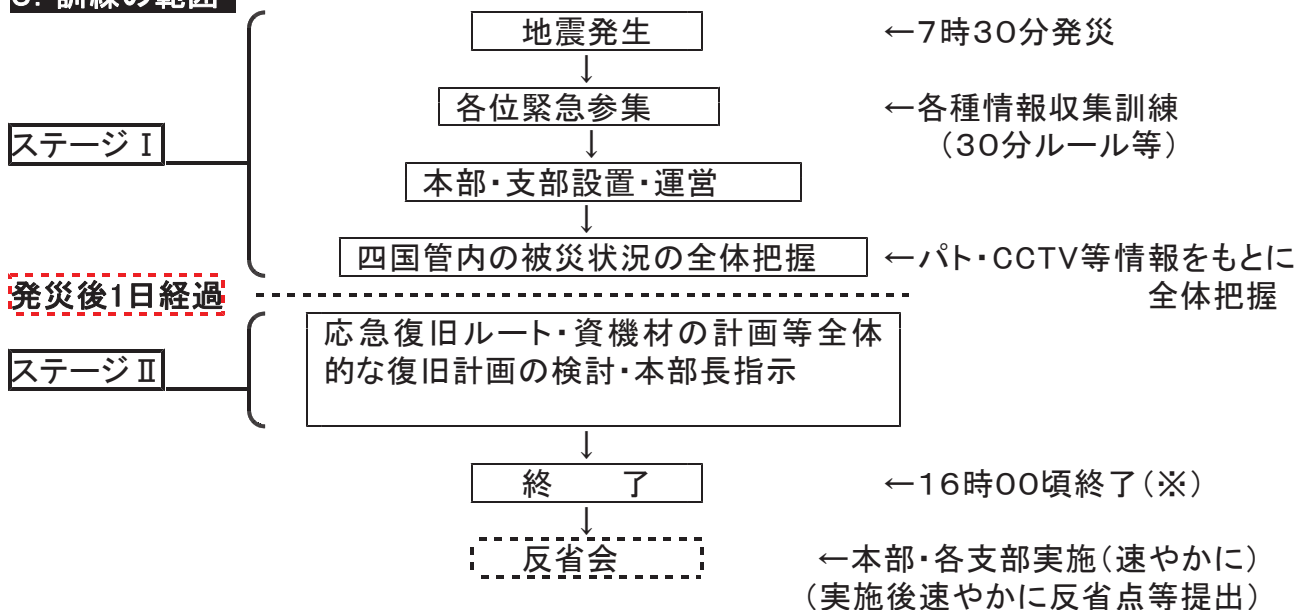 訓練の範囲
地震発生 ←7時30分発災
↓
各位緊急参集 ←各種情報収集訓練
(30分ルール等)
ステージⅠ
↓
本部・支部設置・運営
↓
四国管内の被災状況の全体把握 ←パト・CCTV等情報をもとに
全体把握
発災後1日経過
応急復旧ルート・資機材の計画等全体
的な復旧計画の検討・本部長指示
ステージⅡ
↓
終 了 ←16時00頃終了(※)
↓
反省会 ←本部・各支部実施(速やかに)
(実施後速やかに反省点等提出)